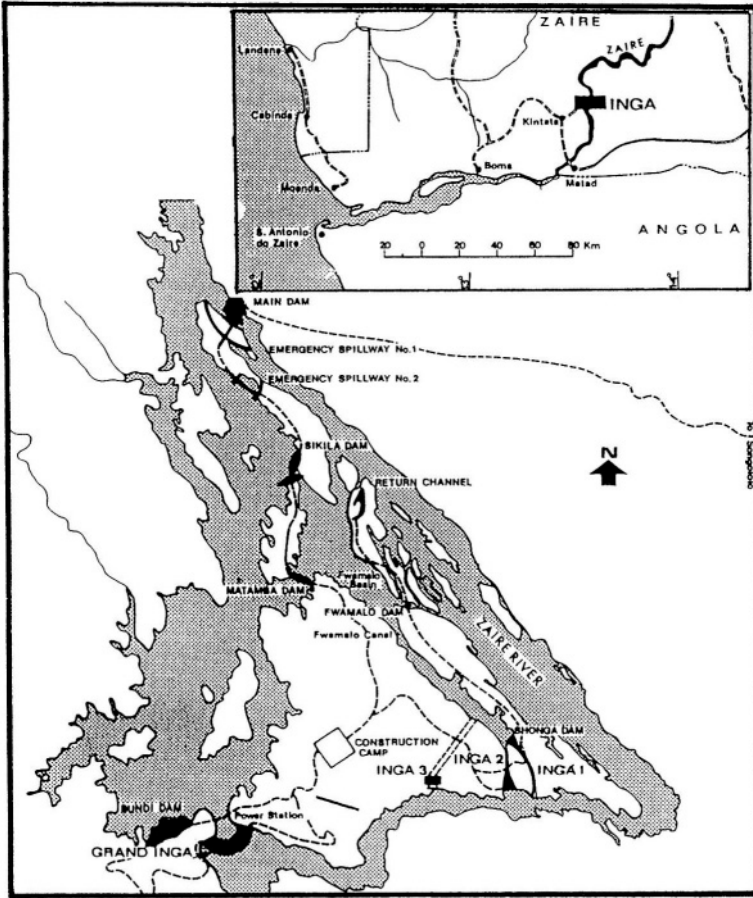 ZAIRE
Landana
ZAIRE
INGA
Cabinda
Kintata
Boma
Matad
Moanda
S. Antonio
do Zaire
ANGOLA
20 0 20 40 60 80 Km
MAIN DAM
EMERGENCY SPILLWAY No.1
EMERGENCY SPILLWAY No.2
SIKILA DAM
N
RETURN CHANNEL
MATAMBA DAM
Fwamalo
Basin
FWAMALO DAM
Fwamalo Canal
ZAIRE RIVER
SHONGA DAM
CONSTRUCTION
CAMP
INGA 3
INGA 2
INGA 1
BUNDI DAM
Power Station
GRAND INGA